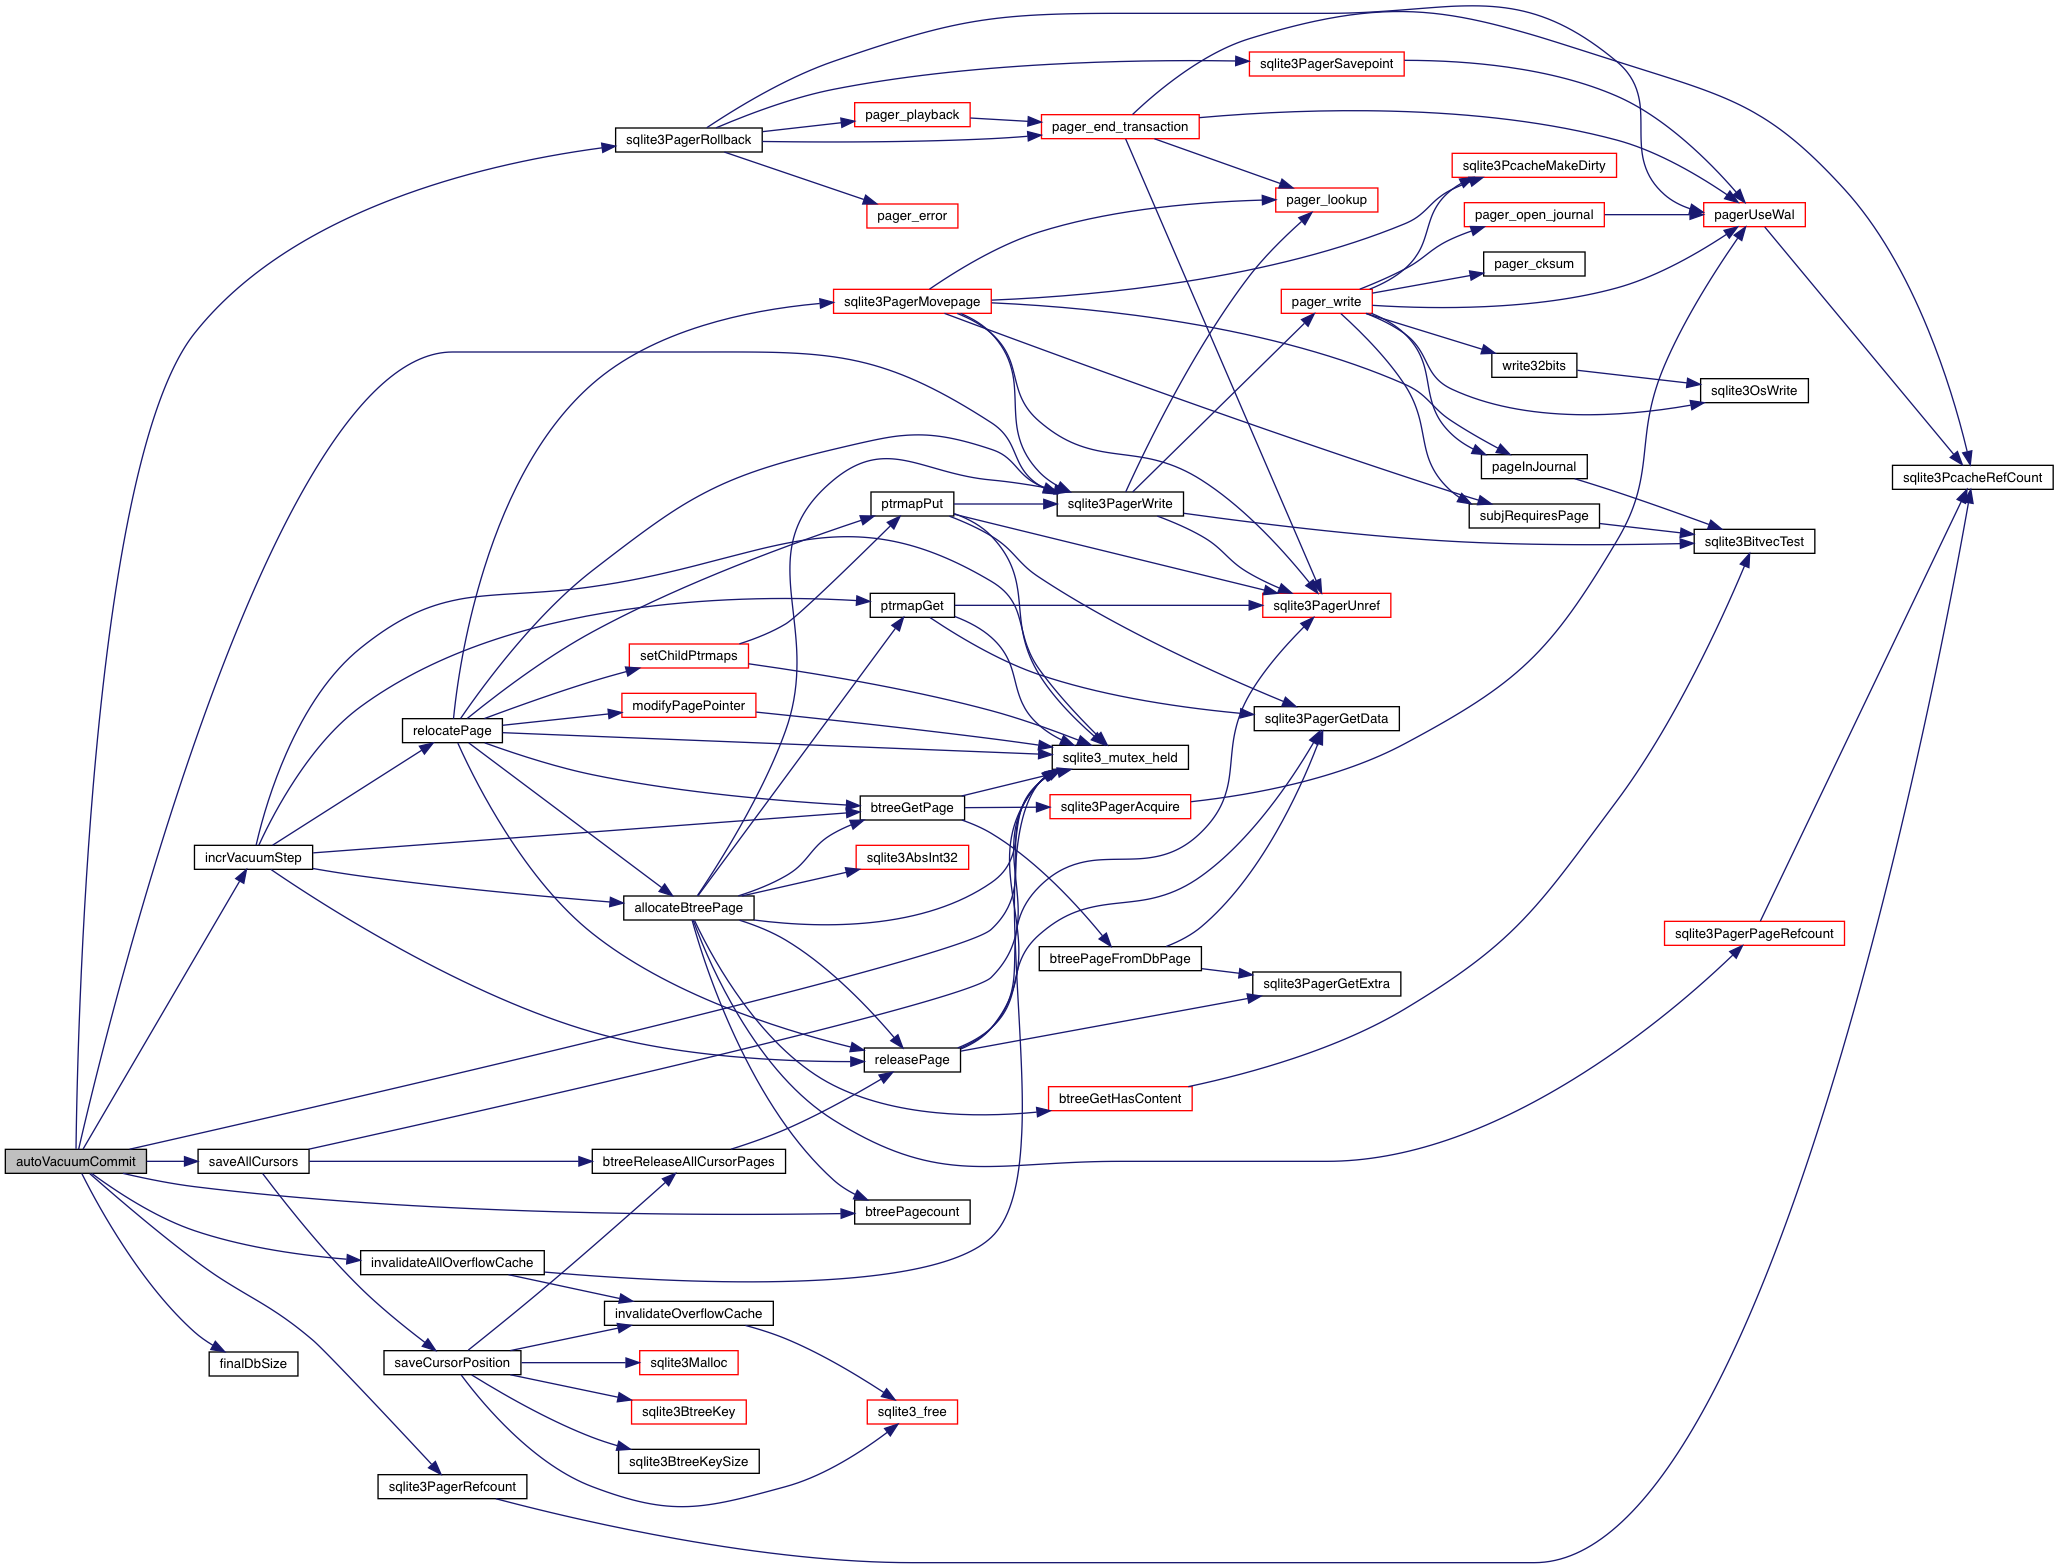 sqlite3PagerSavepoint
pager_playback
pager_end_transaction
sqlite3PagerRollback
sqlite3PcacheMakeDirty
pager_lookup
pager_error
pager_open_journal
pagerUseWal
pager_cksum
sqlite3PagerMovepage
pager_write
write32bits
sqlite3OsWrite
pageInJournal
sqlite3PcacheRefCount
ptrmapPut
sqlite3PagerWrite
subjRequiresPage
sqlite3BitvecTest
ptrmapGet
sqlite3PagerUnref
setChildPtrmaps
modifyPagePointer
sqlite3PagerGetData
relocatePage
sqlite3_mutex_held
btreeGetPage
sqlite3PagerAcquire
incrVacuumStep
sqlite3AbsInt32
allocateBtreePage
sqlite3PagerPageRefcount
btreePageFromDbPage
sqlite3PagerGetExtra
releasePage
btreeGetHasContent
autoVacuumCommit
saveAllCursors
btreeReleaseAllCursorPages
btreePagecount
invalidateAllOverflowCache
invalidateOverflowCache
finalDbSize
saveCursorPosition
sqlite3Malloc
sqlite3BtreeKey
sqlite3_free
sqlite3BtreeKeySize
sqlite3PagerRefcount